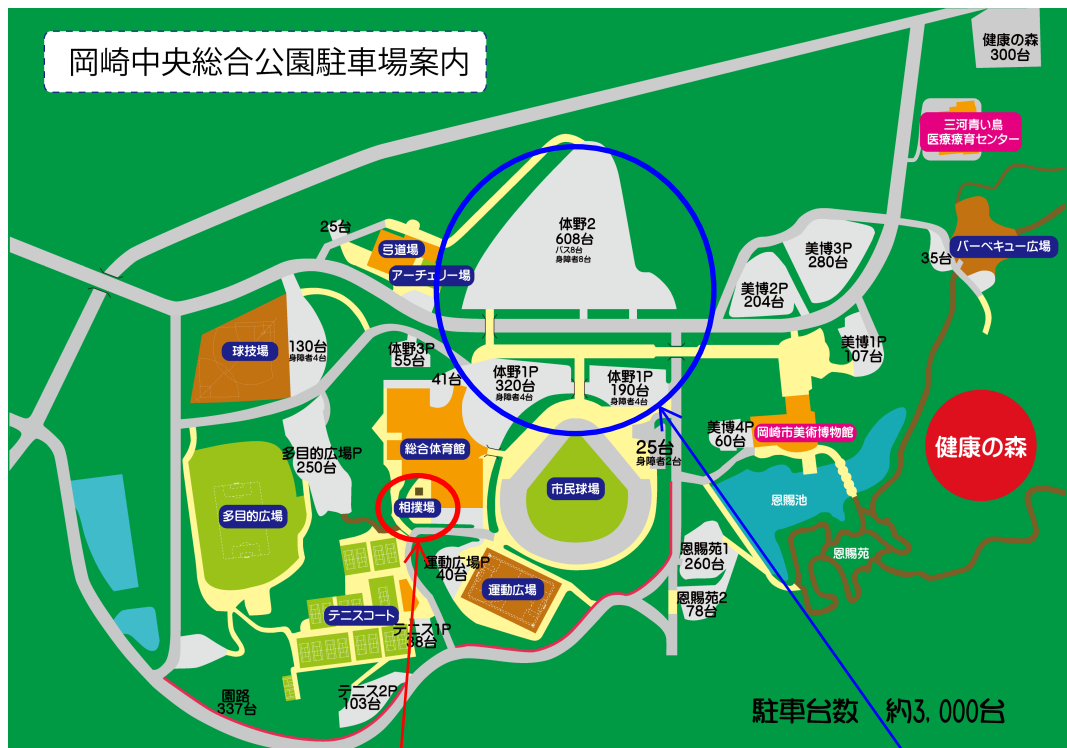 岡崎中央総合公園駐車場案内
健康の森
300台
三河青い鳥
医療療育センター
バーベキュー広場
35台
体野2
608台
バス8台
身障者8台
25台
弓道場
アーチェリー場
美博3P
280台
美博2P
204台
美博1P
107台
球技場
130台
身障者4台
体野3P
55台
41台
体野1P
320台
身障者4台
体野1P
190台
身障者4台
美博4P
60台
岡崎市美術博物館
健康の森
総合体育館
25台
身障者2台
多目的広場P
250台
市民球場
相撲場
多目的広場
恩賜池
恩賜苑
恩賜苑1
260台
恩賜苑2
78台
運動広場P
40台
運動広場
テニスコート
テニス1P
38台
テニス2P
103台
園路
337台
駐車台数 約3,000台